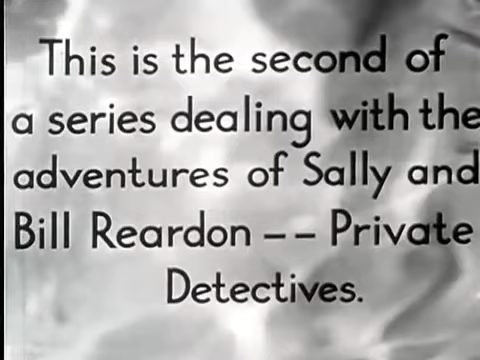 This is the second of
a series dealing with the
adventures of Sally and
Bill Reardon -- Private
Detectives.